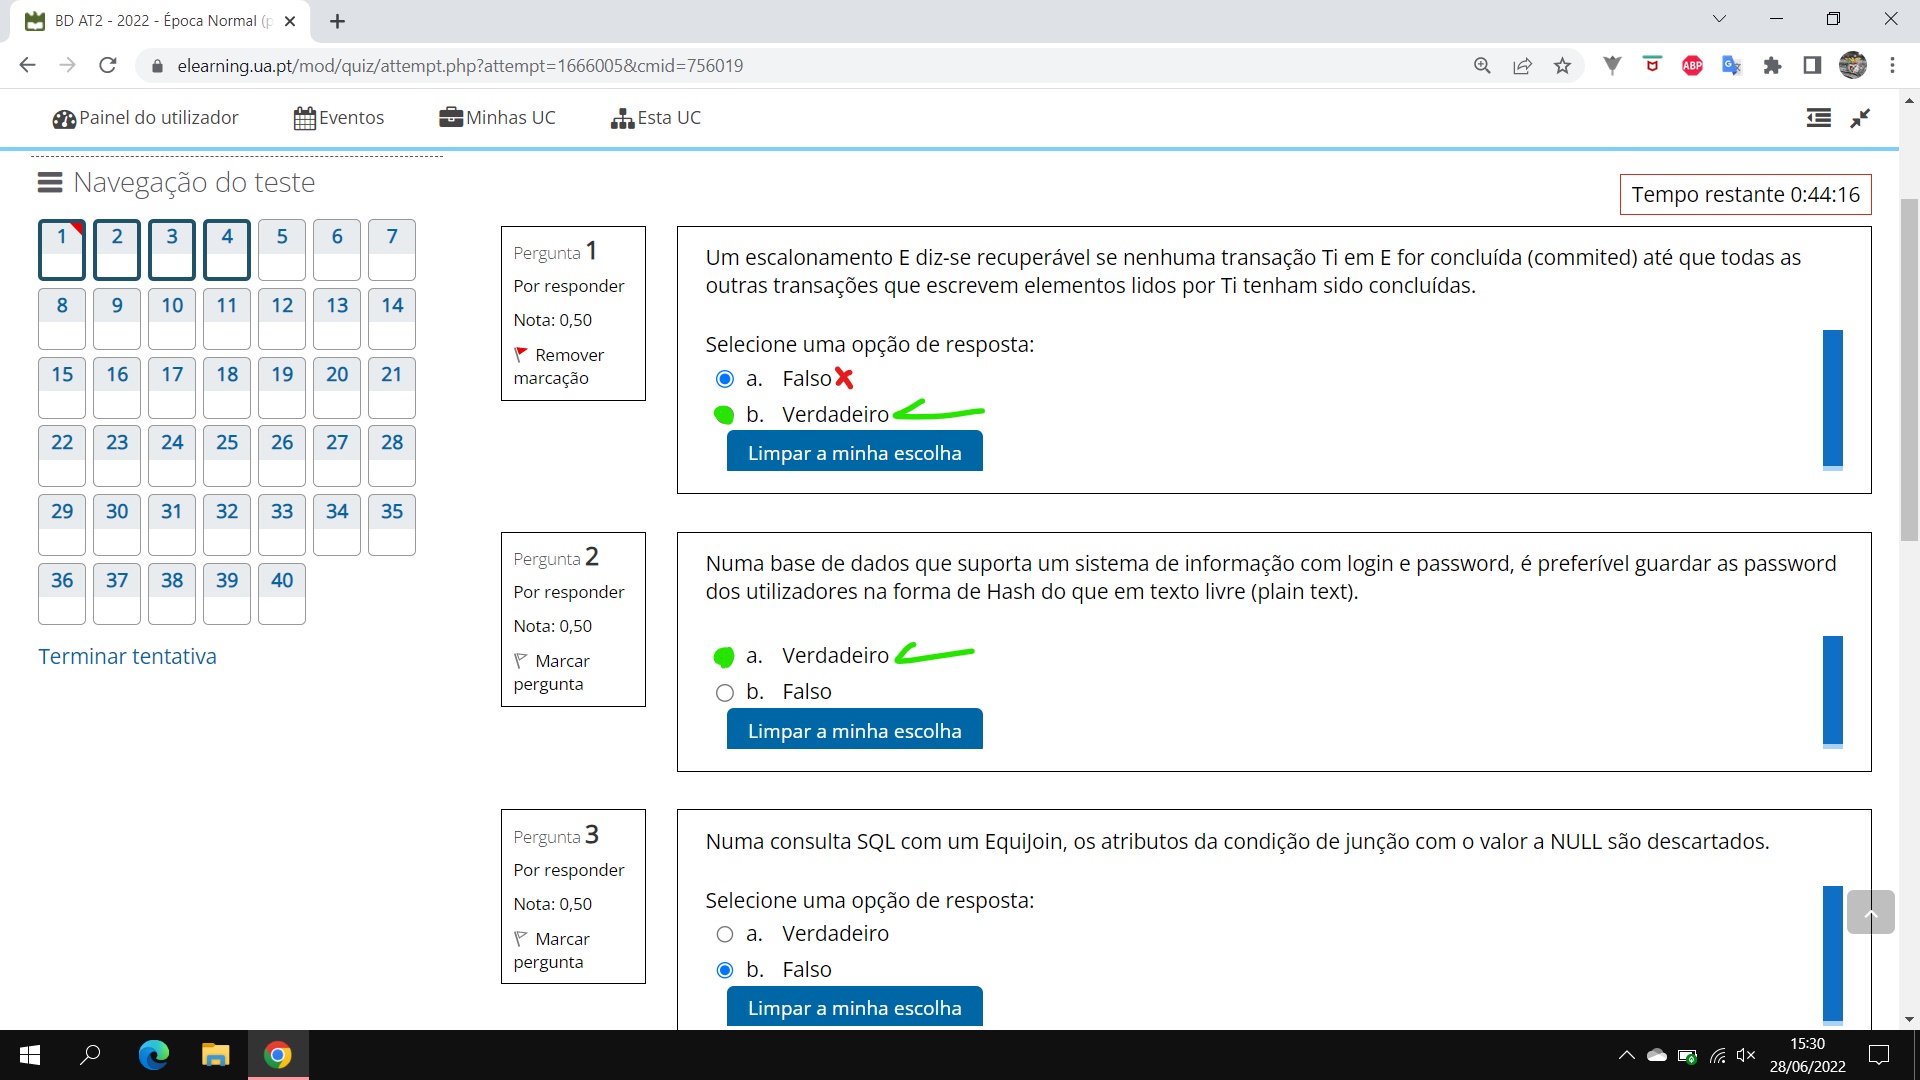 BD AT2 - 2022 - Época Normal (p
elearning.ua.pt/mod/quiz/attempt.php?attempt=1666005&cmid=756019
ABP
Painel do utilizador
Eventos
Minhas UC
Esta UC
Navegação do teste
Tempo restante 0:44:16
1 2 3 4 5 6 7
8 9 10 11 12 13 14
15 16 17 18 19 20 21
22 23 24 25 26 27 28
29 30 31 32 33 34 35
36 37 38 39 40
Terminar tentativa
Pergunta 1
Por responder
Nota: 0,50
Remover
marcação
Um escalonamento E diz-se recuperável se nenhuma transação Ti em E for concluída (commited) até que todas as
outras transações que escrevem elementos lidos por Ti tenham sido concluídas.
Selecione uma opção de resposta:
a. Falso
b. Verdadeiro
Limpar a minha escolha
Pergunta 2
Por responder
Nota: 0,50
Marcar
pergunta
Numa base de dados que suporta um sistema de informação com login e password, é preferível guardar as password
dos utilizadores na forma de Hash do que em texto livre (plain text).
a. Verdadeiro
b. Falso
Limpar a minha escolha
Pergunta 3
Por responder
Nota: 0,50
Marcar
pergunta
Numa consulta SQL com um EquiJoin, os atributos da condição de junção com o valor a NULL são descartados.
Selecione uma opção de resposta:
a. Verdadeiro
b. Falso
Limpar a minha escolha
15:30
28/06/2022